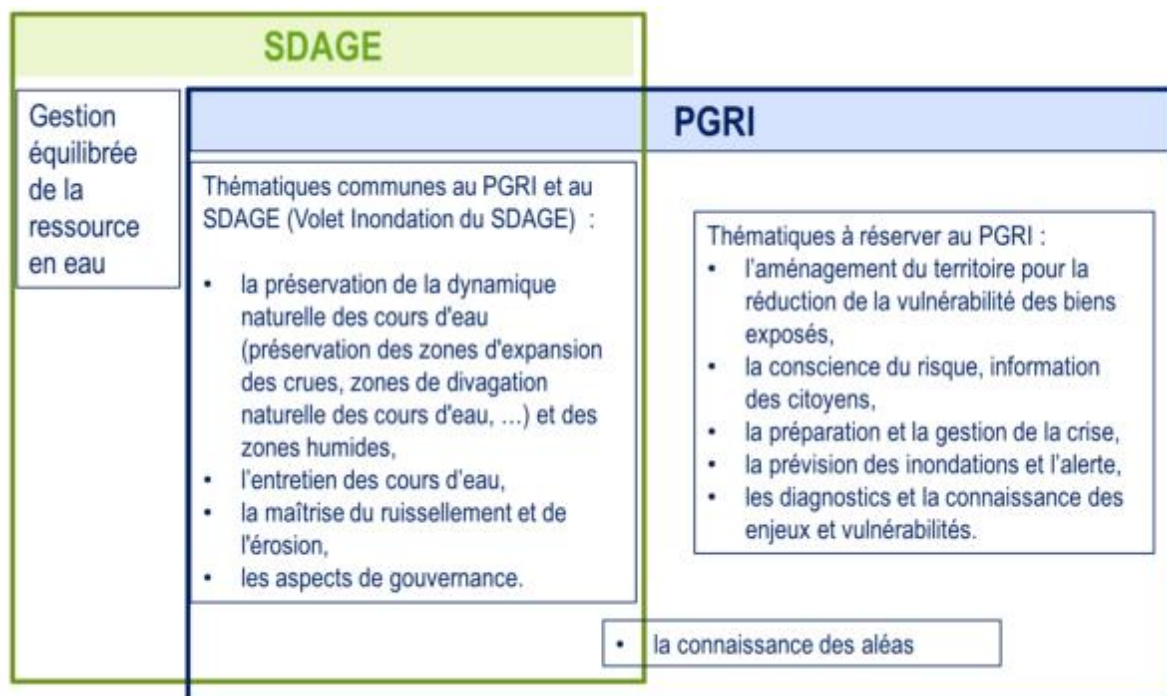 SDAGE
Gestion
équilibrée
de la
ressource
en eau
PGRI
Thématiques communes au PGRI et au
SDAGE (Volet Inondation du SDAGE) :
• la préservation de la dynamique
naturelle des cours d'eau
(préservation des zones d'expansion
des crues, zones de divagation
naturelle des cours d'eau, …) et des
zones humides,
• l’entretien des cours d’eau,
• la maîtrise du ruissellement et de
l'érosion,
• les aspects de gouvernance.
Thématiques à réserver au PGRI :
• l’aménagement du territoire pour la
réduction de la vulnérabilité des biens
exposés,
• la conscience du risque, information
des citoyens,
• la préparation et la gestion de la crise,
• la prévision des inondations et l’alerte,
• les diagnostics et la connaissance des
enjeux et vulnérabilités.
• la connaissance des aléas